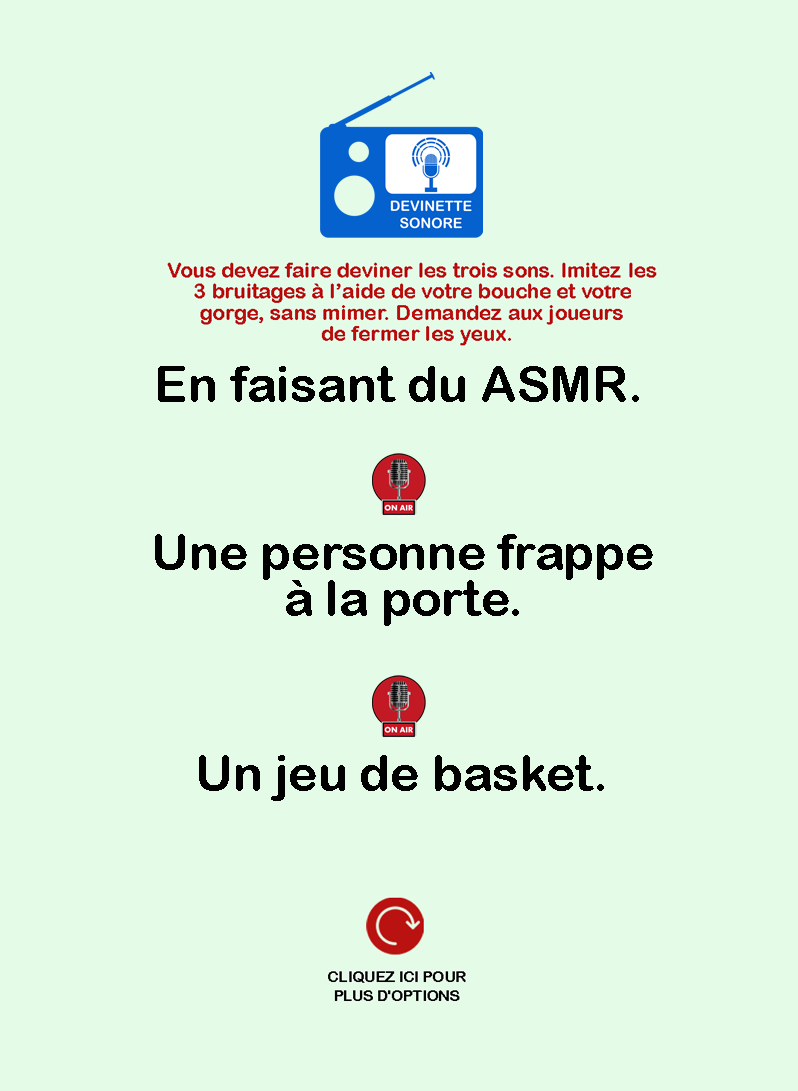 DEVINETTE
SONORE
Vous devez faire deviner les trois sons. Imitez les
3 bruitages à l’aide de votre bouche et votre
gorge, sans mimer. Demandez aux joueurs
de fermer les yeux.
En faisant du ASMR.
ON AIR
Une personne frappe
à la porte.
ON AIR
Un jeu de basket.
CLIQUEZ ICI POUR
PLUS D'OPTIONS